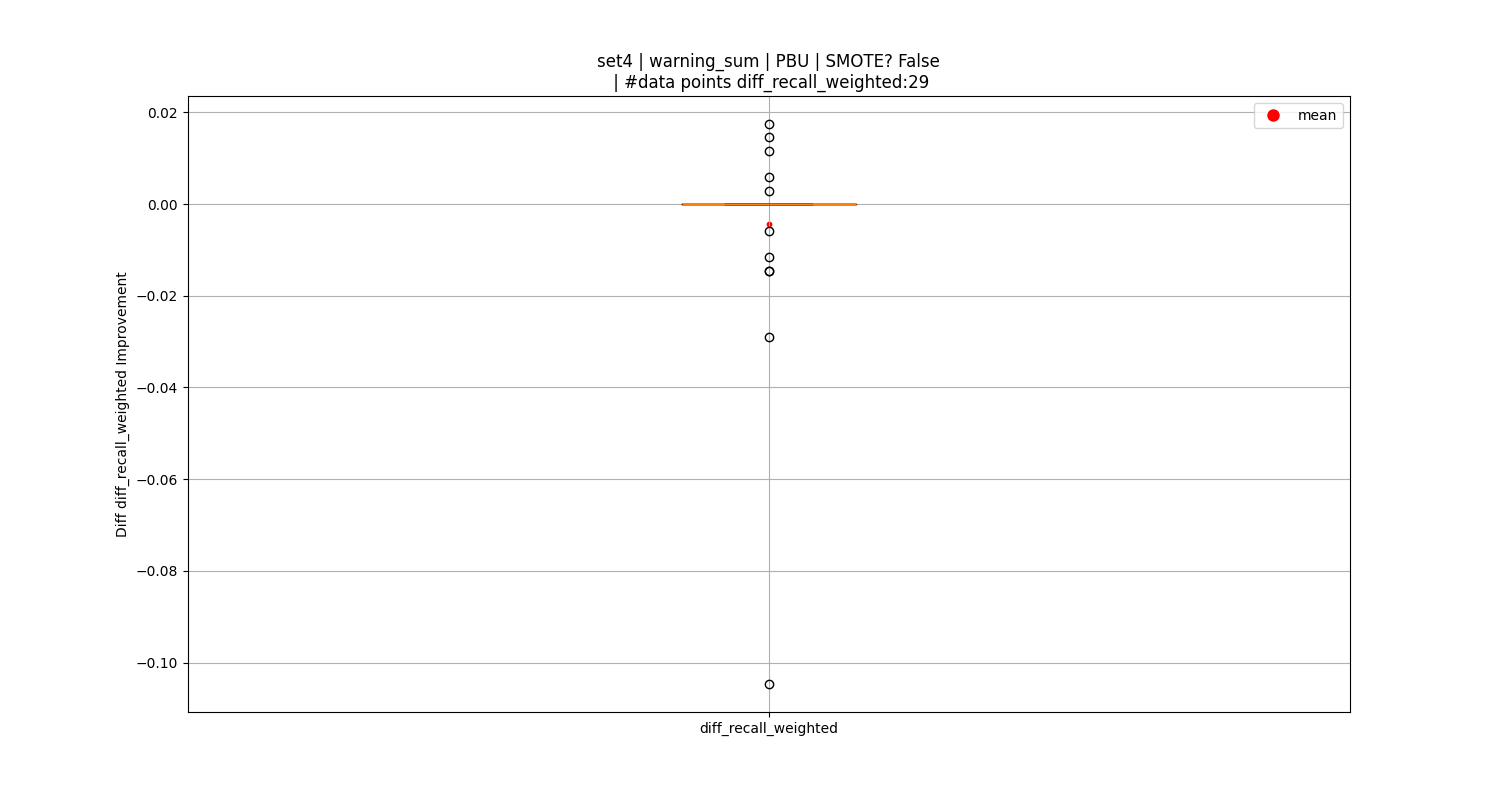 set4 | warning_sum | PBU | SMOTE? False
| #data points diff_recall_weighted:29
mean
0.02
0.00
−0.02
−0.04
−0.06
−0.08
−0.10
Diff diff_recall_weighted Improvement
diff_recall_weighted